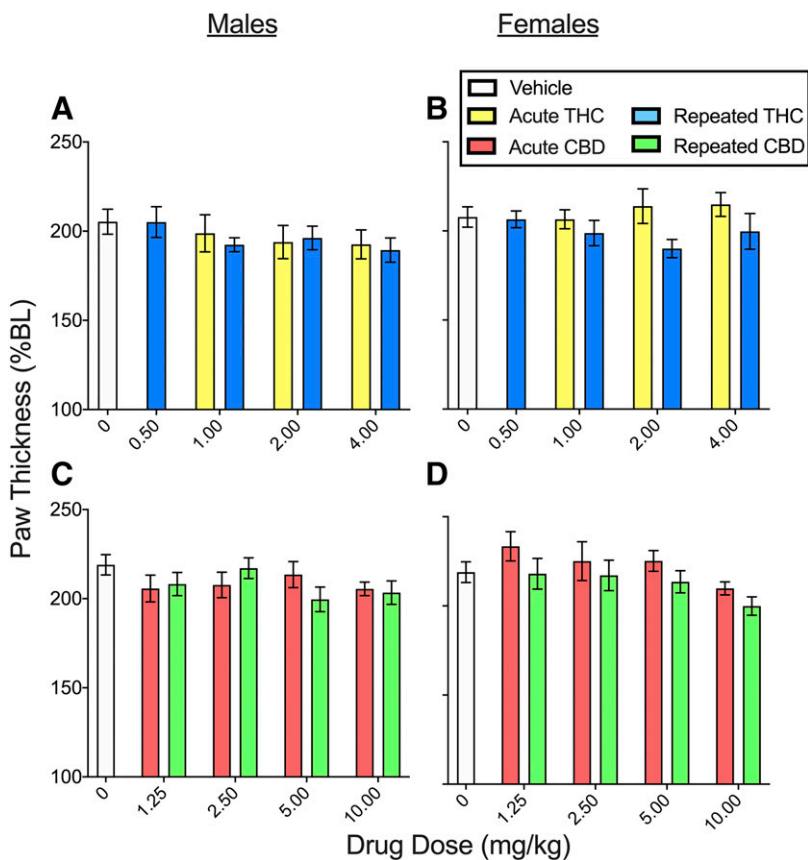 Males Females
Vehicle
Acute THC Repeated THC
Acute CBD Repeated CBD
A B
Paw Thickness (%BL)
250
200
150
100
0 0.50 1.00 2.00 4.00 0 0.50 1.00 2.00 4.00
C D
250
200
150
100
0 1.25 2.50 5.00 10.00 0 1.25 2.50 5.00 10.00
Drug Dose (mg/kg)